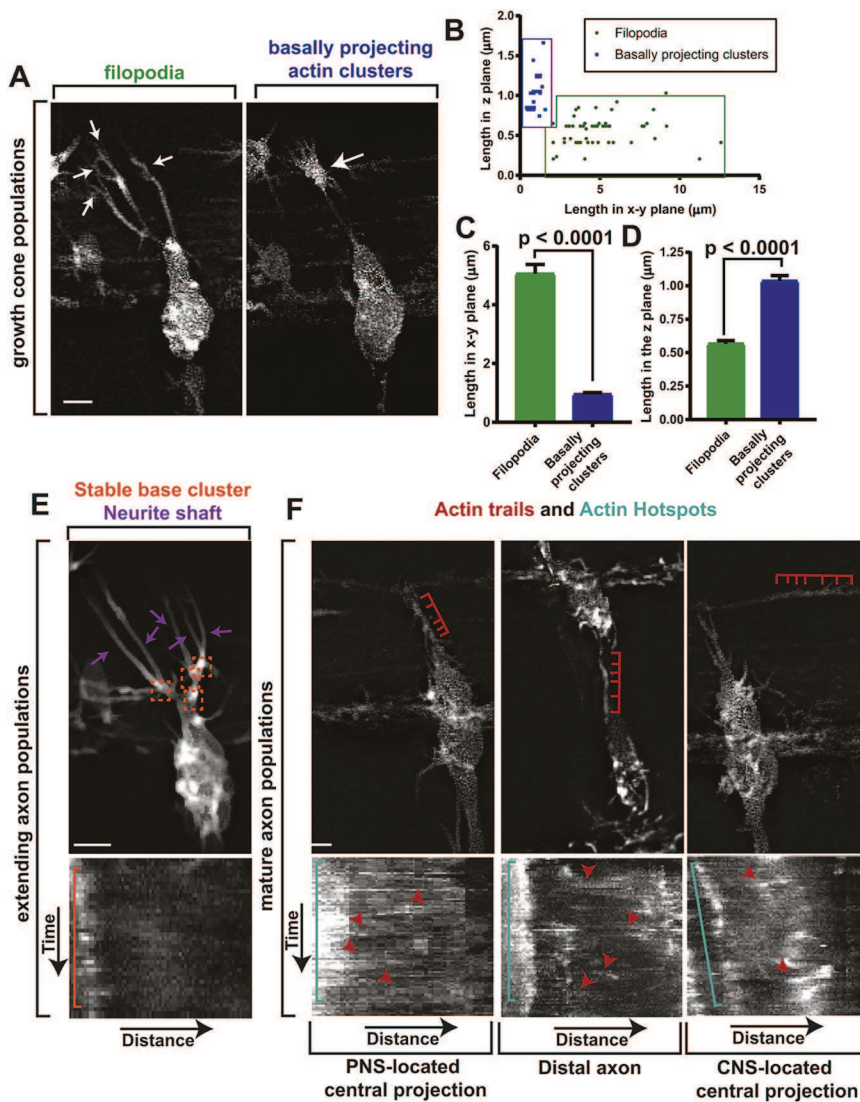 A
filopodia
basally projecting
actin clusters
growth cone populations
B
Length in z plane (µm)
2.0
1.5
1.0
0.5
0.0
0
5
10
15
Length in x-y plane (µm)
Filopodia
Basally projecting clusters
C
p < 0.0001
Length in x-y plane (µm)
6
4
2
0
Filopodia
Basally
projecting
clusters
D
p < 0.0001
Length in the z plane (µm)
1.25
1.00
0.75
0.50
0.25
0.00
Filopodia
Basally
projecting
clusters
E
Stable base cluster
Neurite shaft
extending axon populations
Time
Distance
F
Actin trails and Actin Hotspots
mature axon populations
Time
Distance
Distance
Distance
PNS-located
central projection
Distal axon
CNS-located
central projection